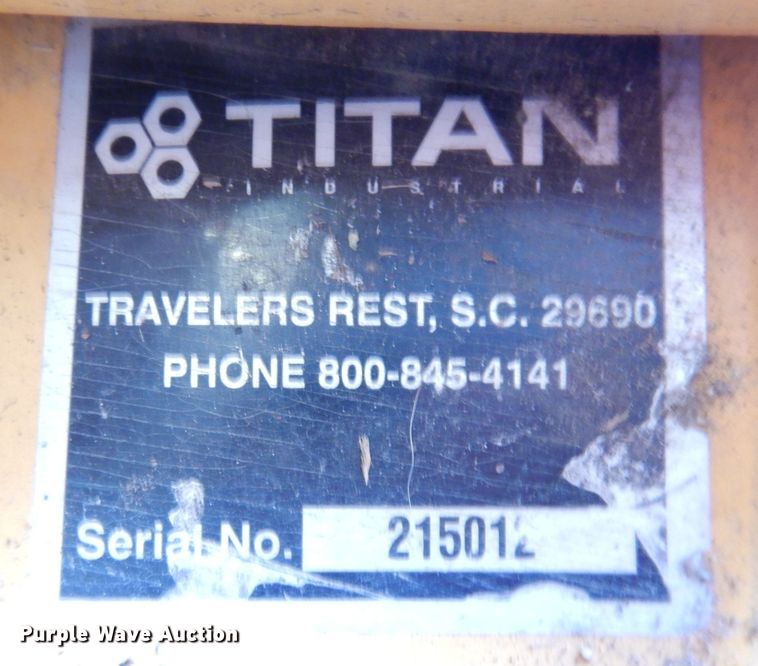 TITAN
INDUSTRIAL
TRAVELERS REST, S.C. 29690
PHONE 800-845-4141
Serial No. 215012
Purple Wave Auction